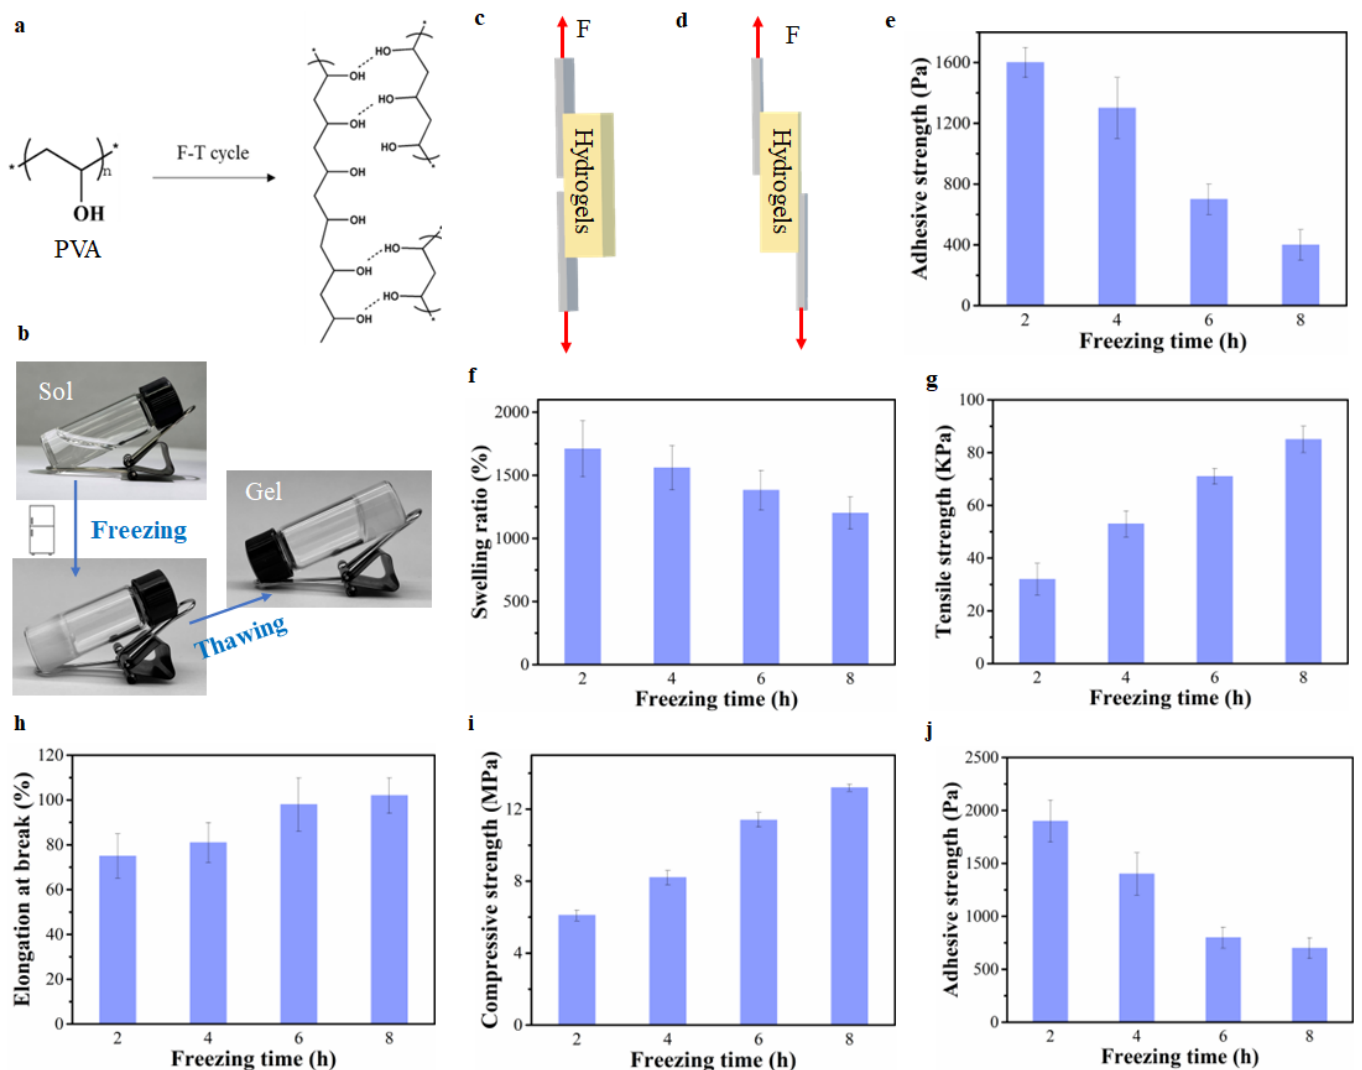 a
*
*
n
OH
PVA
F-T cycle
*
*
HO
OH
HO
OH
HO
*
OH
OH
*
HO
OH
HO
OH
*
c
F
Hydrogels
d
F
Hydrogels
e
Adhesive strength (Pa)
1600
1200
800
400
0
2 4 6 8
Freezing time (h)
b
Sol
Freezing
Gel
Thawing
f
Swelling ratio (%)
2000
1500
1000
500
0
2 4 6 8
Freezing time (h)
g
Tensile strength (KPa)
100
80
60
40
20
0
2 4 6 8
Freezing time (h)
h
Elongation at break (%)
120
100
80
60
40
20
0
2 4 6 8
Freezing time (h)
i
Compressive strength (MPa)
12
8
4
0
2 4 6 8
Freezing time (h)
j
Adhesive strength (Pa)
2500
2000
1500
1000
500
0
2 4 6 8
Freezing time (h)